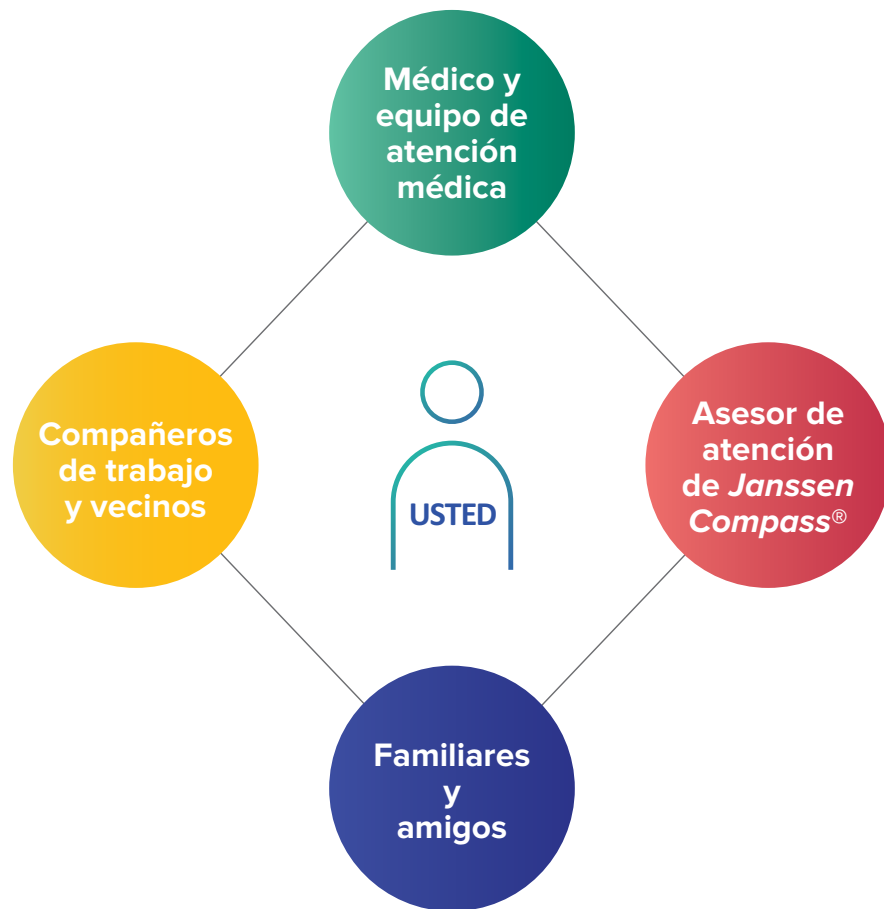 Médico y
equipo de
atención
médica
Compañeros
de trabajo
y vecinos
USTED
Asesor de
atención
de Janssen
Compass®
Familiares
y
amigos